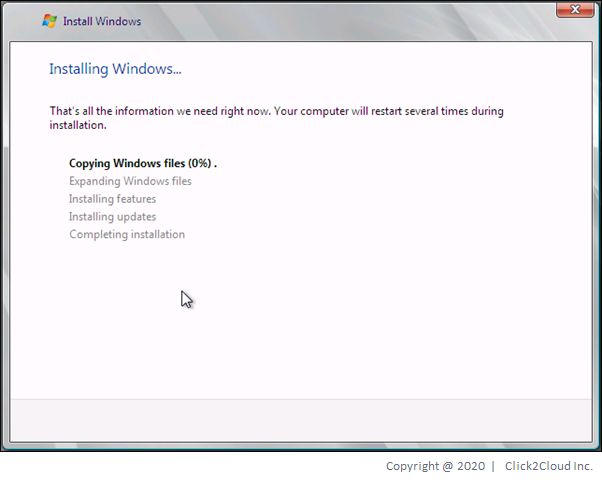 Install Windows
Installing Windows...
That's all the information we need right now. Your computer will restart several times during
installation.
Copying Windows files (0%) .
Expanding Windows files
Installing features
Installing updates
Completing installation
Copyright @ 2020 | Click2Cloud Inc.